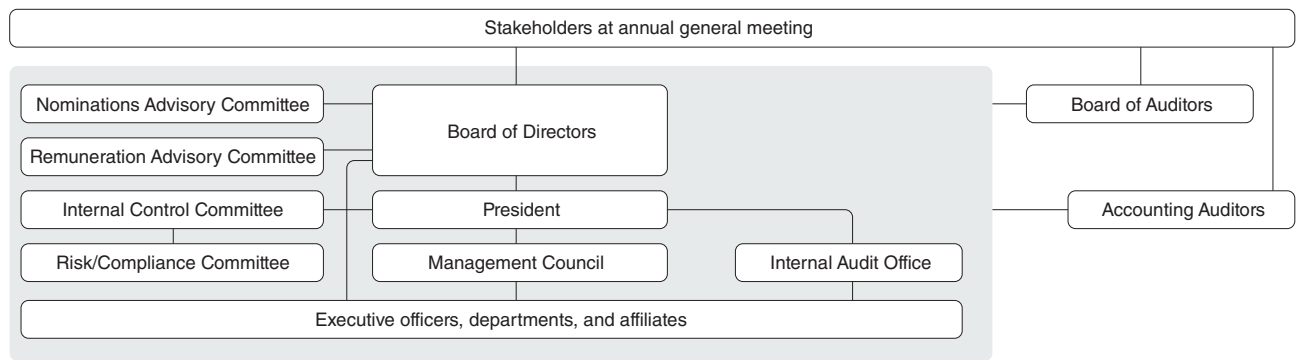 Stakeholders at annual general meeting
Nominations Advisory Committee
Board of Directors
Board of Auditors
Remuneration Advisory Committee
Internal Control Committee
President
Accounting Auditors
Risk/Compliance Committee
Management Council
Internal Audit Office
Executive officers, departments, and affiliates